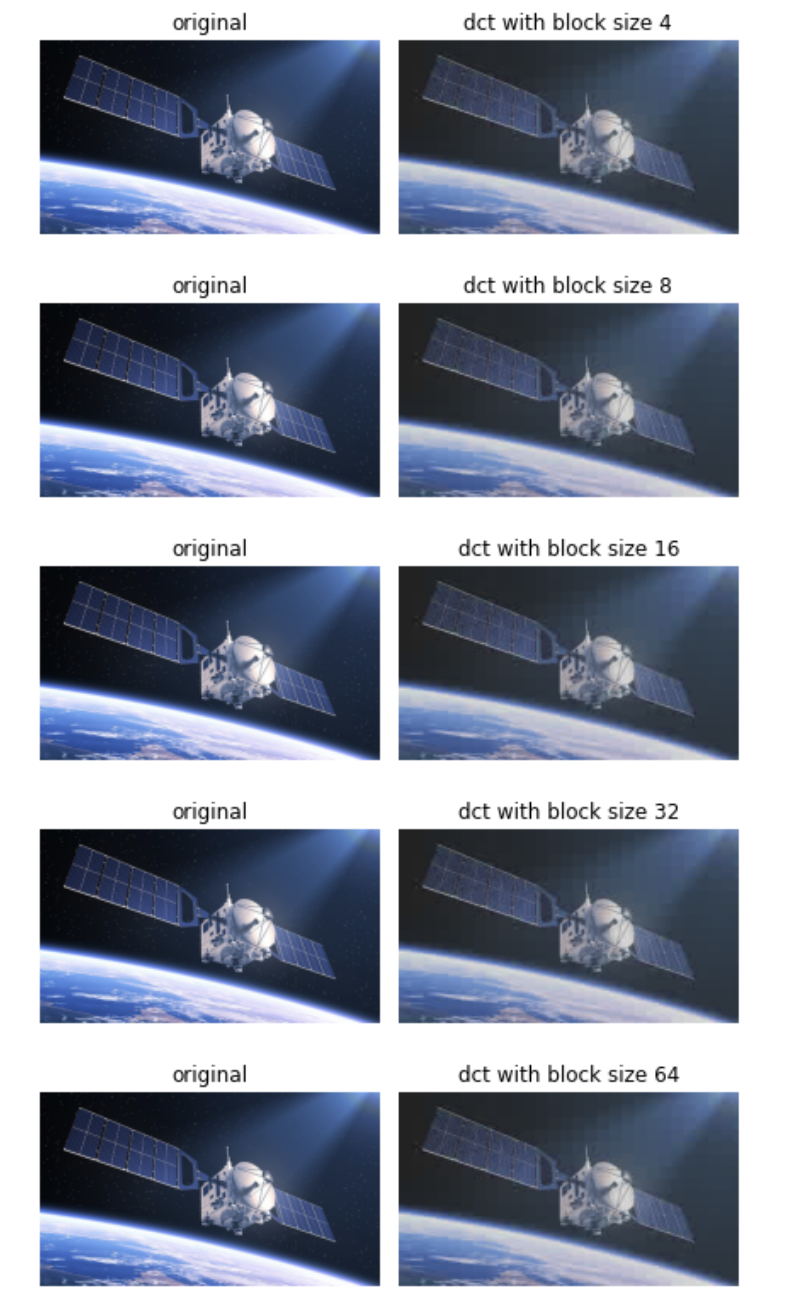 original
dct with block size 4
original
dct with block size 8
original
dct with block size 16
original
dct with block size 32
original
dct with block size 64